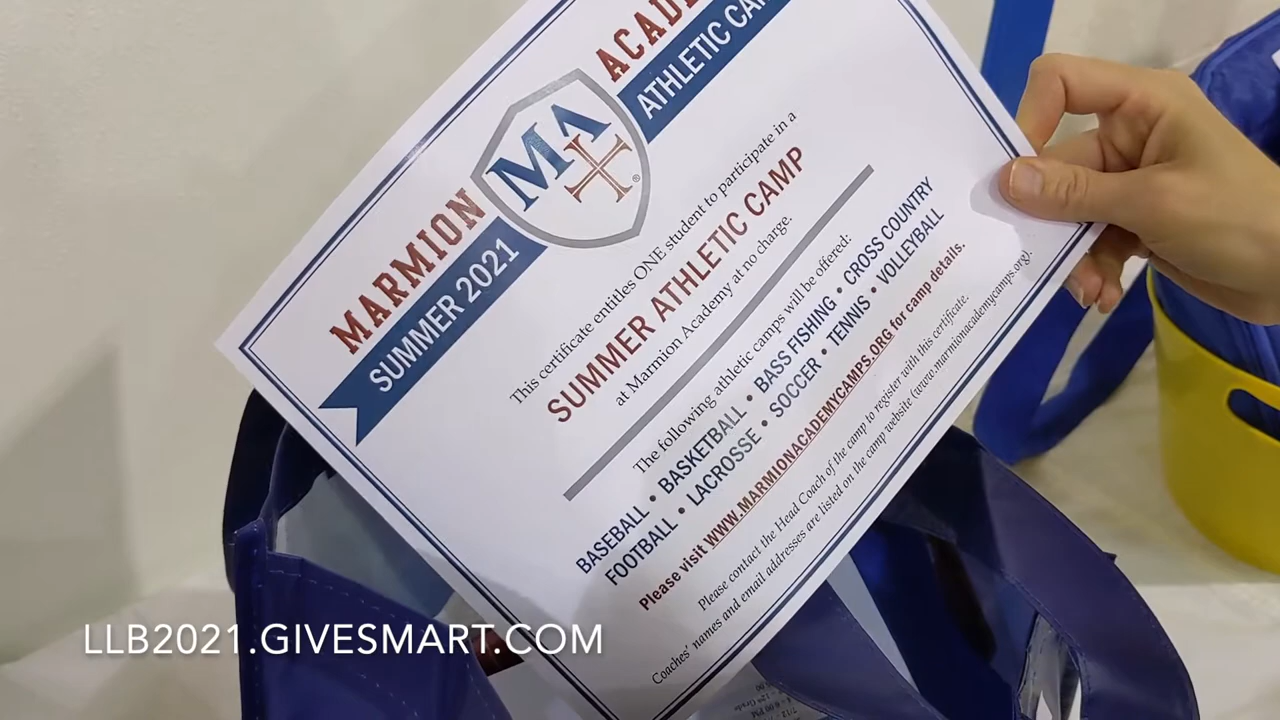 MARMION
SUMMER 2021
MA
®
ATHLETIC
This certificate entitles ONE student to participate in a
SUMMER ATHLETIC CAMP
at Marmion Academy at no charge.
The following athletic camps will be offered:
BASEBALL • BASKETBALL • BASS FISHING • CROSS COUNTRY
FOOTBALL • LACROSSE • SOCCER • TENNIS • VOLLEYBALL
Please visit WWW.MARMIONACADEMYCAMPS.ORG for camp details.
Please contact the Head Coach of the camp to register with this certificate.
Coaches' names and email addresses are listed on the camp website (www.marmionacademycamps.org).
LLB2021.GIVESMART.COM